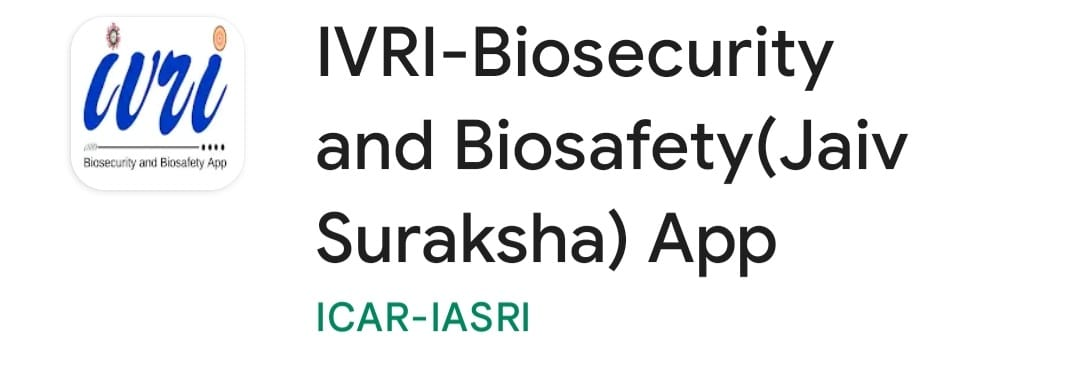 ivri
Biosecurity and Biosafety App
IVRI-Biosecurity
and Biosafety(Jaiv
Suraksha) App
ICAR-IASRI